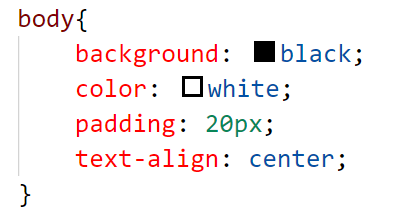 body{
background: black;
color: white;
padding: 20px;
text-align: center;
}